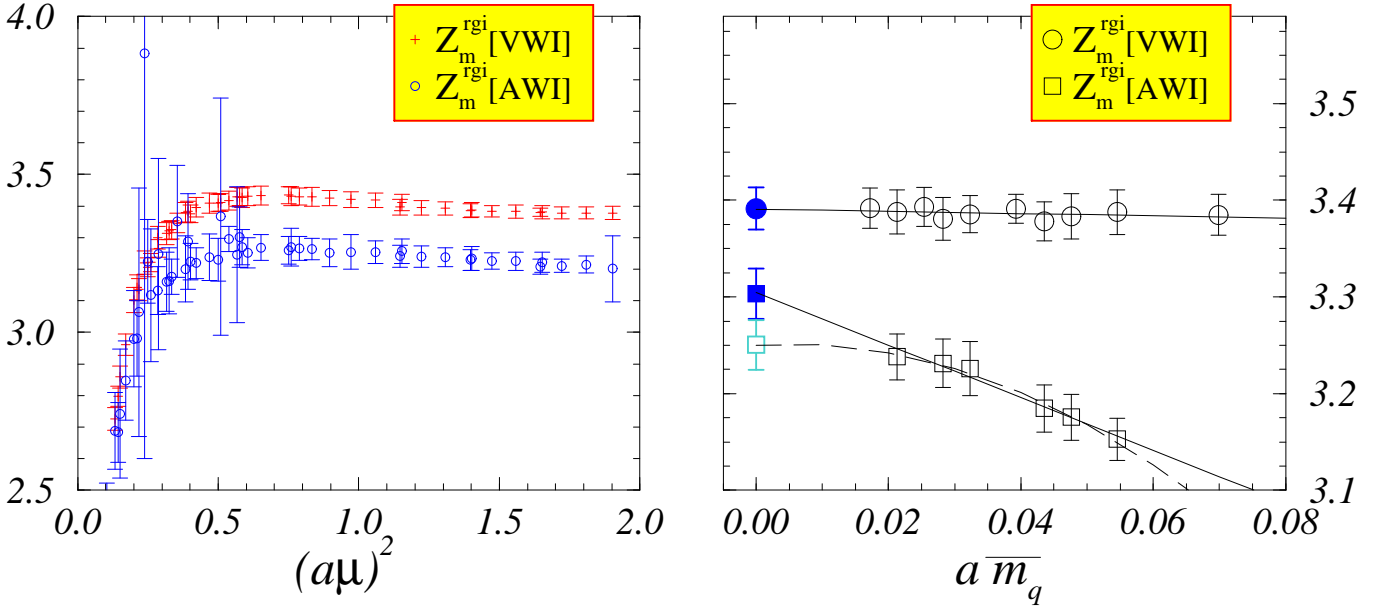 4.0
3.5
3.0
2.5
0.0 0.5 1.0 1.5 2.0
(aμ)²
Z_m^rgi[VWI]
Z_m^rgi[AWI]
Z_m^rgi[VWI]
Z_m^rgi[AWI]
3.5
3.4
3.3
3.2
3.1
0.00 0.02 0.04 0.06 0.08
a m̅_q̅